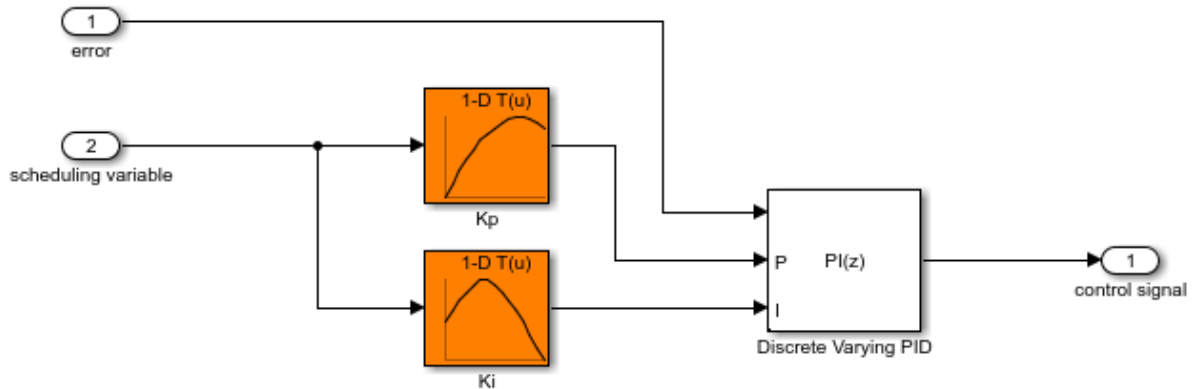 1
error
1-D T(u)
Kp
2
scheduling variable
1-D T(u)
Ki
P
PI(z)
I
Discrete Varying PID
1
control signal